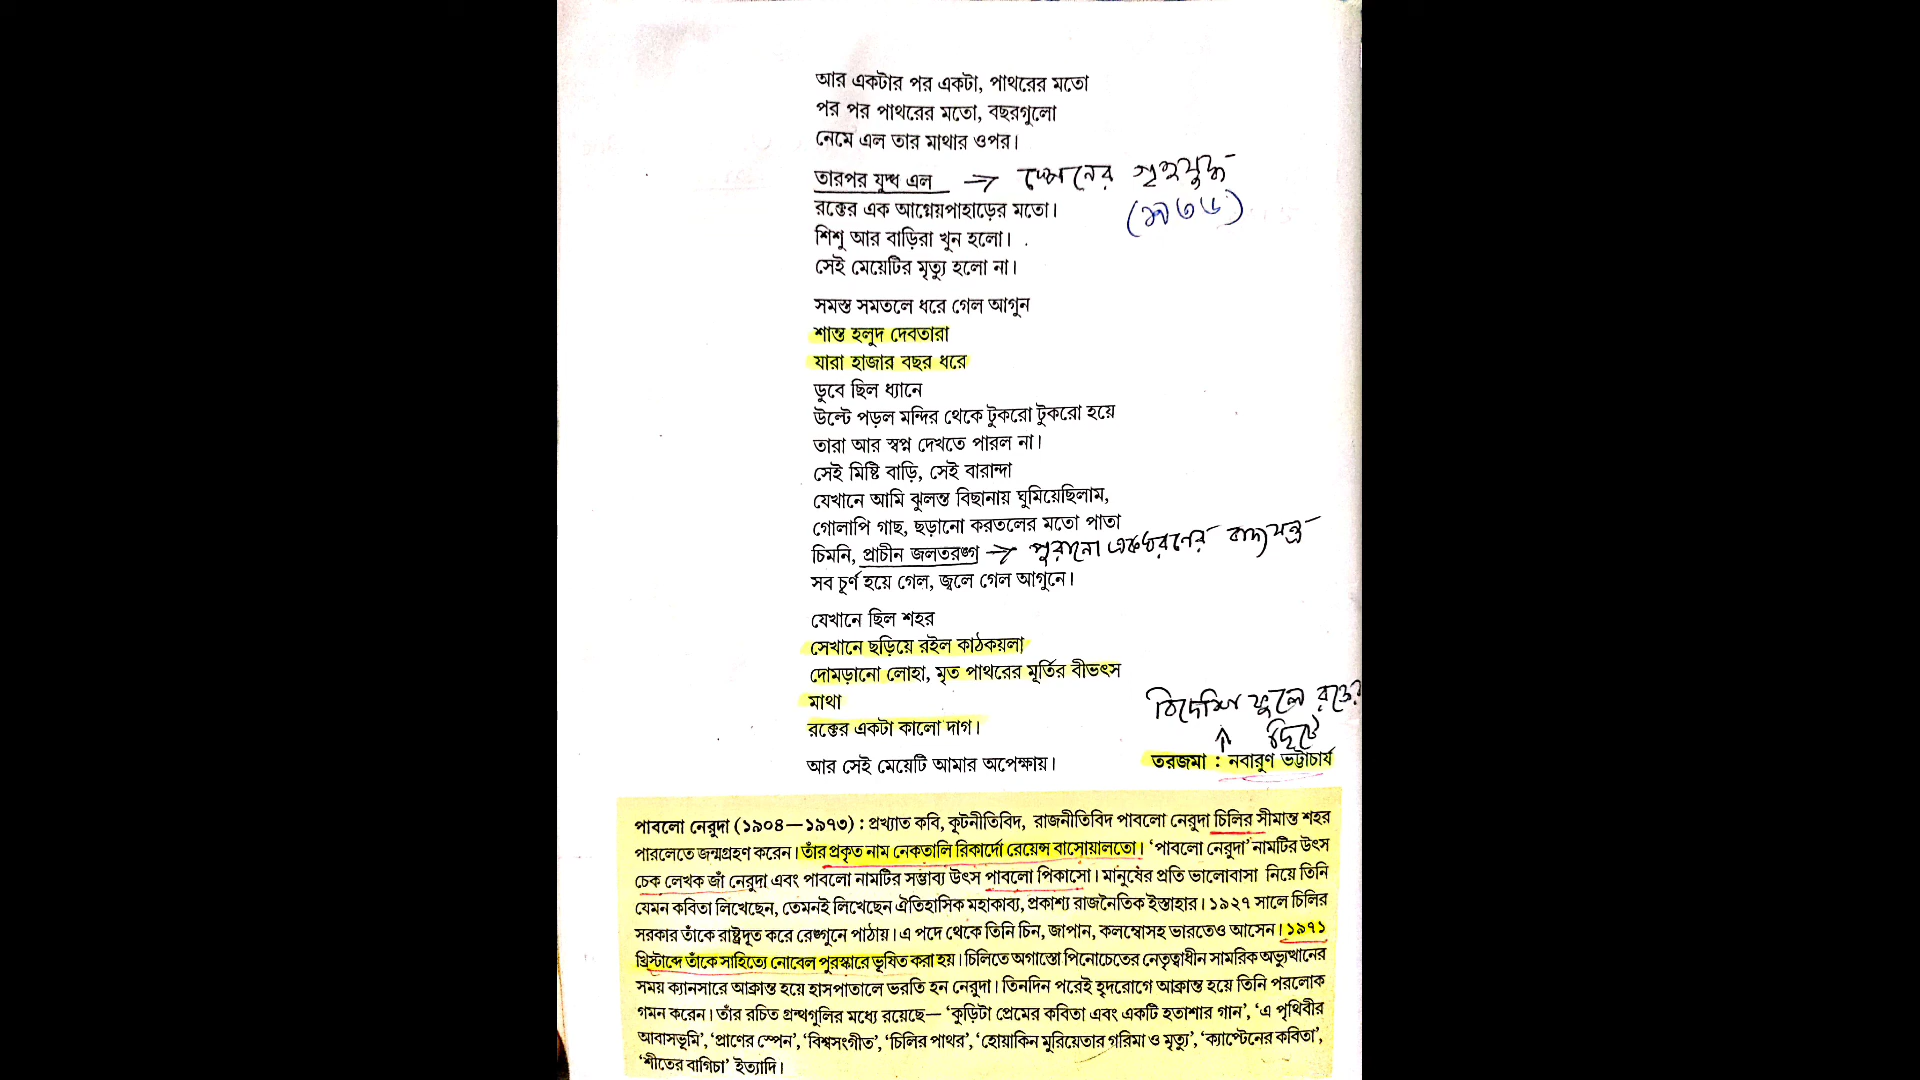 আর একটার পর একটা, পাথরের মতো
পর পর পাথরের মতো, বছরগুলো
নেমে এল তার মাথার ওপর।
তারপর যুদ্ধ এল → স্পেনের গৃহযুদ্ধ
(১৯৩৬)
রক্তের এক আগ্নেয়পাহাড়ের মতো।
শিশু আর বাড়িরা খুন হলো।
সেই মেয়েটির মৃত্যু হলো না।
সমস্ত সমতলে ধরে গেল আগুন
শান্ত হলুদ দেবতারা
যারা হাজার বছর ধরে
ডুবে ছিল ধ্যানে
উল্টে পড়ল মন্দির থেকে টুকরো টুকরো হয়ে
তারা আর স্বপ্ন দেখতে পারল না।
সেই মিষ্টি বাড়ি, সেই বারান্দা
যেখানে আমি ঝুলন্ত বিছানায় ঘুমিয়েছিলাম,
গোলাপি গাছ, ছড়ানো করতলের মতো পাতা
চিমনি, প্রাচীন জলতরঙ্গ → পুরানো একধরণের বাদ্যযন্ত্র
সব চূর্ণ হয়ে গেল, জ্বলে গেল আগুনে।
যেখানে ছিল শহর
সেখানে ছড়িয়ে রইল কাঠকয়লা
দোমড়ানো লোহা, মৃত পাথরের মূর্তির বীভৎস
মাথা
রক্তের একটা কালো দাগ।
আর সেই মেয়েটি আমার অপেক্ষায়।
বিদেশি ফুলে রক্তের
ছিটে
↑
তরজমা : নবারুণ ভট্টাচার্য
পাবলো নেরুদা (১৯০৪—১৯৭৩) : প্রখ্যাত কবি, কূটনীতিবিদ, রাজনীতিবিদ পাবলো নেরুদা চিলির সীমান্ত শহর
পারলেতে জন্মগ্রহণ করেন। তাঁর প্রকৃত নাম নেকতালি রিকার্দো রেয়েন্স বাসোয়ালতো। ‘পাবলো নেরুদা’ নামটির উৎস
চেক লেখক জাঁ নেরুদা এবং পাবলো নামটির সম্ভাব্য উৎস পাবলো পিকাসো। মানুষের প্রতি ভালোবাসা নিয়ে তিনি
যেমন কবিতা লিখেছেন, তেমনই লিখেছেন ঐতিহাসিক মহাকাব্য, প্রকাশ্য রাজনৈতিক ইস্তাহার। ১৯২৭ সালে চিলির
সরকার তাঁকে রাষ্ট্রদূত করে রেঙ্গুনে পাঠায়। এ পদে থেকে তিনি চিন, জাপান, কলম্বোসহ ভারতেও আসেন। ১৯৭১
খ্রিস্টাব্দে তাঁকে সাহিত্যে নোবেল পুরস্কারে ভূষিত করা হয়। চিলিতে অগাস্তো পিনোচেতের নেতৃত্বাধীন সামরিক অভ্যুত্থানের
সময় ক্যানসারে আক্রান্ত হয়ে হাসপাতালে ভরতি হন নেরুদা। তিনদিন পরেই হৃদরোগে আক্রান্ত হয়ে তিনি পরলোক
গমন করেন। তাঁর রচিত গ্রন্থগুলির মধ্যে রয়েছে— ‘কুড়িটা প্রেমের কবিতা এবং একটি হতাশার গান’, ‘এ পৃথিবীর
আবাসভূমি’, ‘প্রাণের স্পেন’, ‘বিশ্বসংগীত’, ‘চিলির পাথর’, ‘হোয়াকিন মুরিয়েতার গরিমা ও মৃত্যু’, ‘ক্যাপ্টেনের কবিতা’,
‘শীতের বাগিচা’ ইত্যাদি।